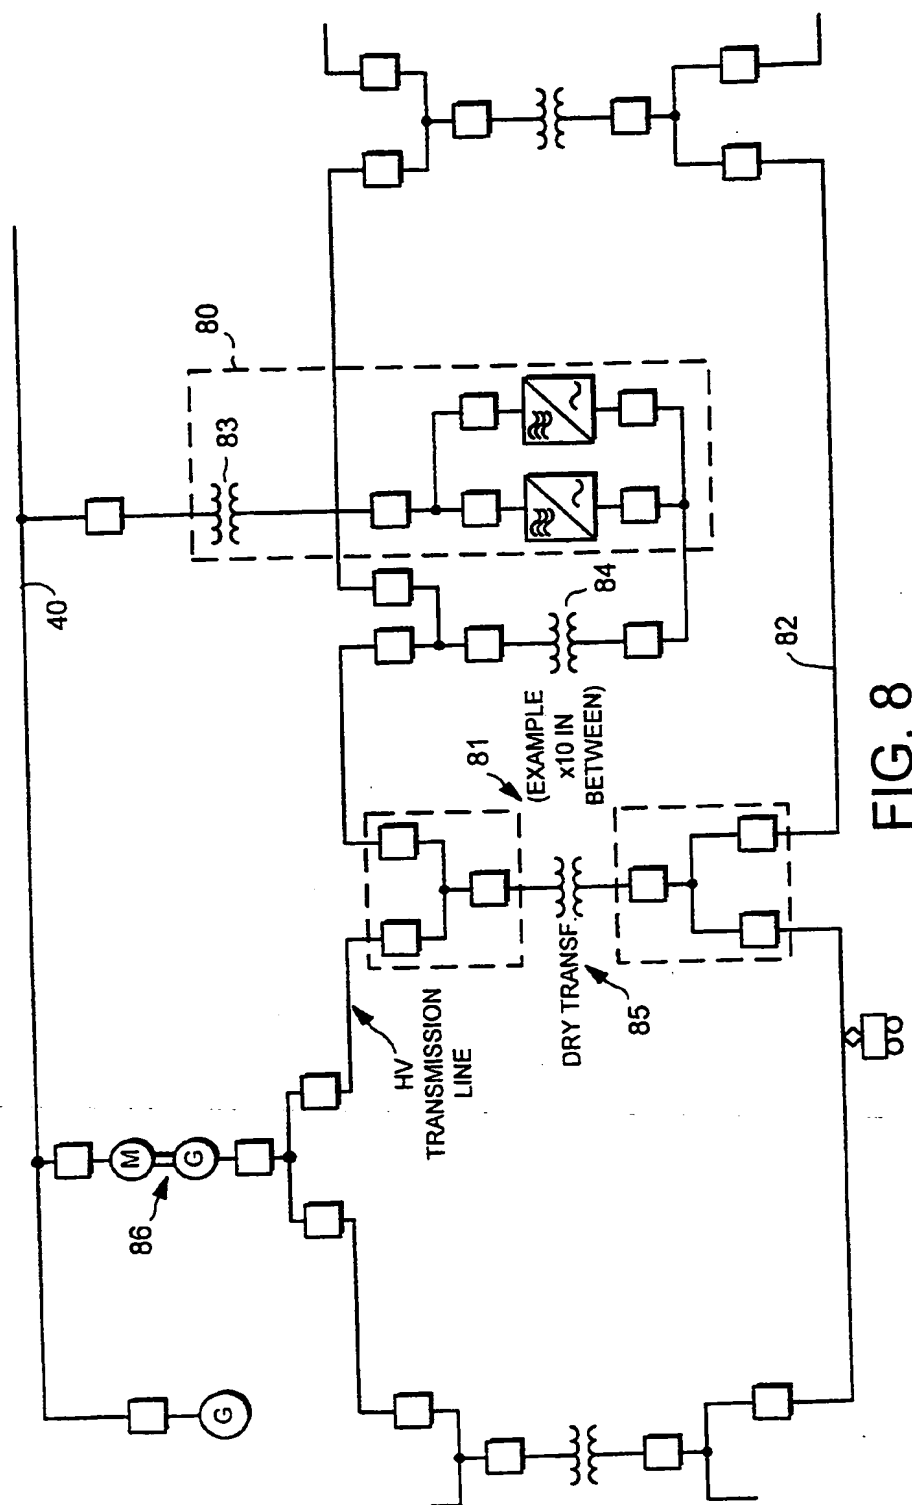 40
80
83
84
(EXAMPLE
x10 IN
BETWEEN)
81
82
HV
TRANSMISSION
LINE
DRY TRANSF.
85
86
M
G
G
FIG. 8